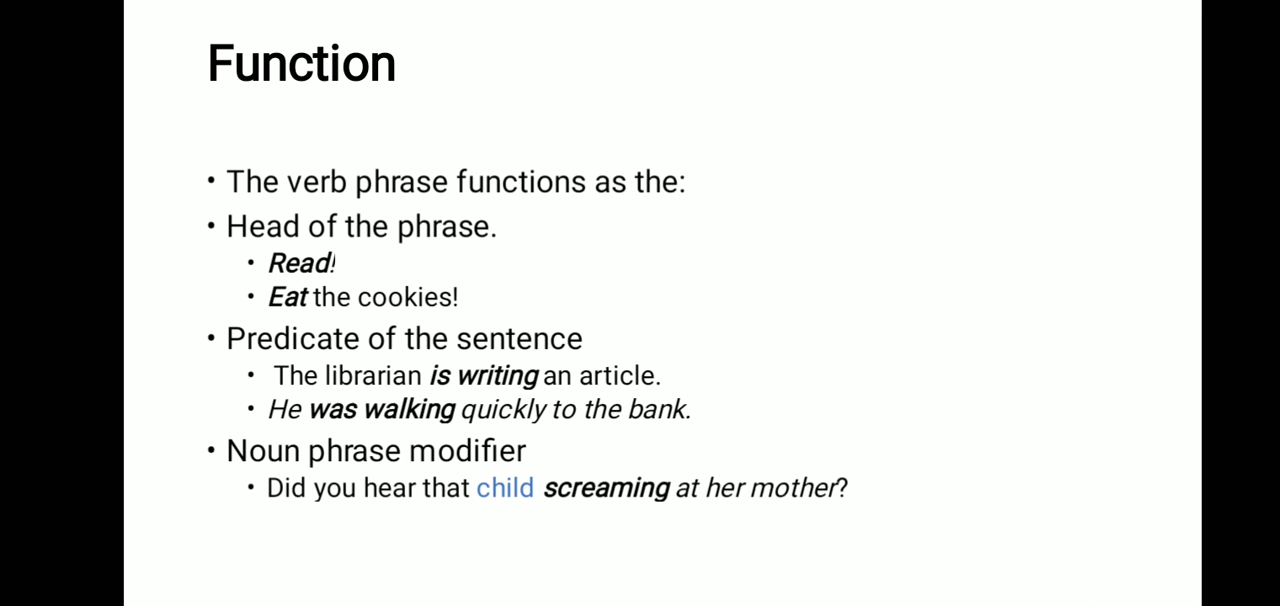 Function
• The verb phrase functions as the:
• Head of the phrase.
• Read!
• Eat the cookies!
• Predicate of the sentence
• The librarian is writing an article.
• He was walking quickly to the bank.
• Noun phrase modifier
• Did you hear that child screaming at her mother?